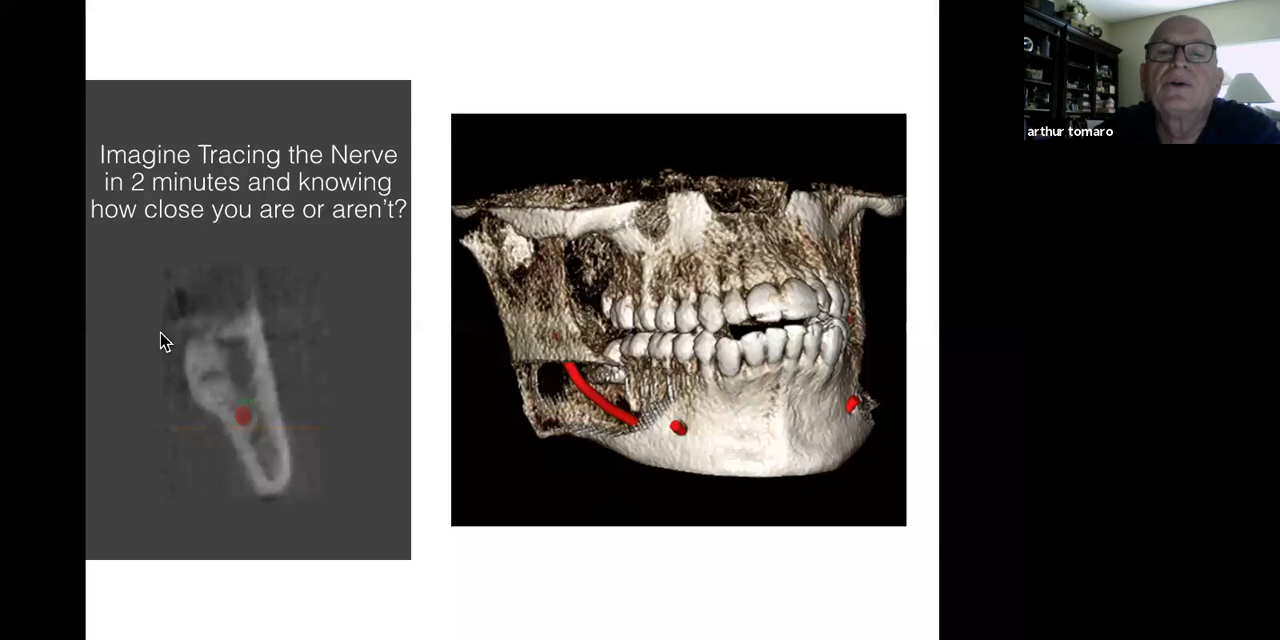 Imagine Tracing the Nerve
in 2 minutes and knowing
how close you are or aren't?
arthur tomaro